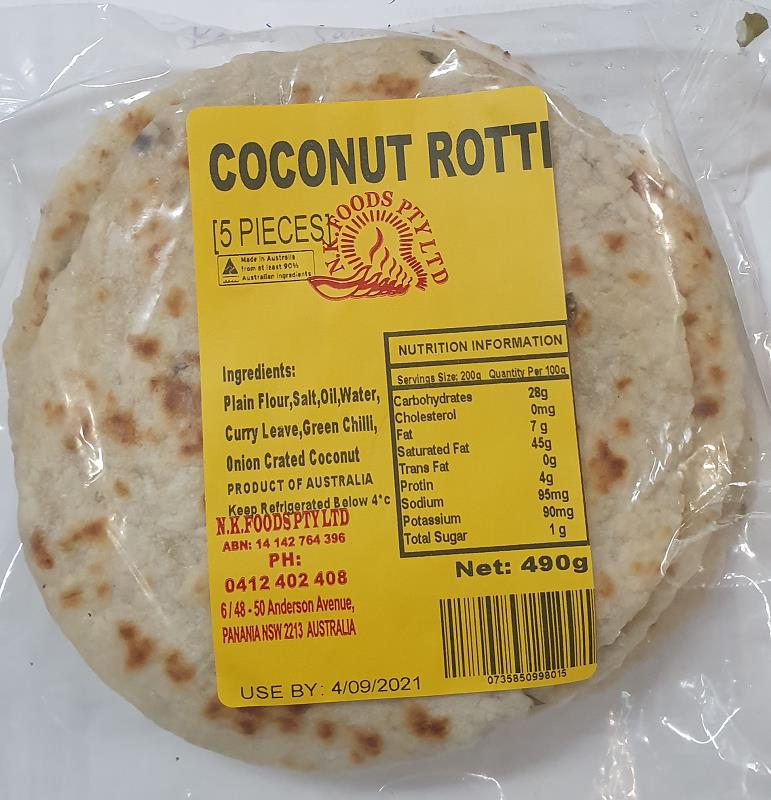 COCONUT ROTTI
[5 PIECES]
N.K.FOODS PTY LTD
Made in Australia
from at least 90%
Australian ingredients
Ingredients:
Plain Flour,Salt,Oil,Water,
Curry Leave,Green Chilli,
Onion Crated Coconut
PRODUCT OF AUSTRALIA
Keep Refrigerated Below 4°c
N.K.FOODS PTY LTD
ABN: 14 142 764 396
PH:
0412 402 408
6/48-50 Anderson Avenue,
PANANIA NSW 2213 AUSTRALIA
USE BY: 4/09/2021
NUTRITION INFORMATION
Servings Size: 200g Quantity Per 100g
Carbohydrates 28g
Cholesterol 0mg
Fat 7 g
Saturated Fat 45g
Trans Fat 0g
Protin 4g
Sodium 95mg
Potassium 90mg
Total Sugar 1 g
Net: 490g
0735850998015